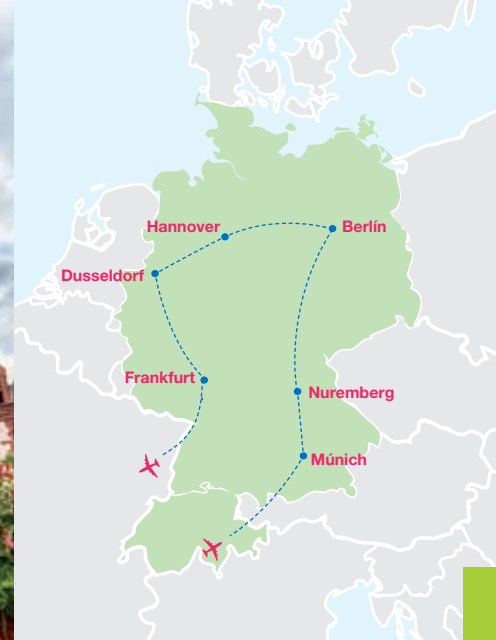 Hannover
Berlín
Dusseldorf
Frankfurt
Nuremberg
Múnich